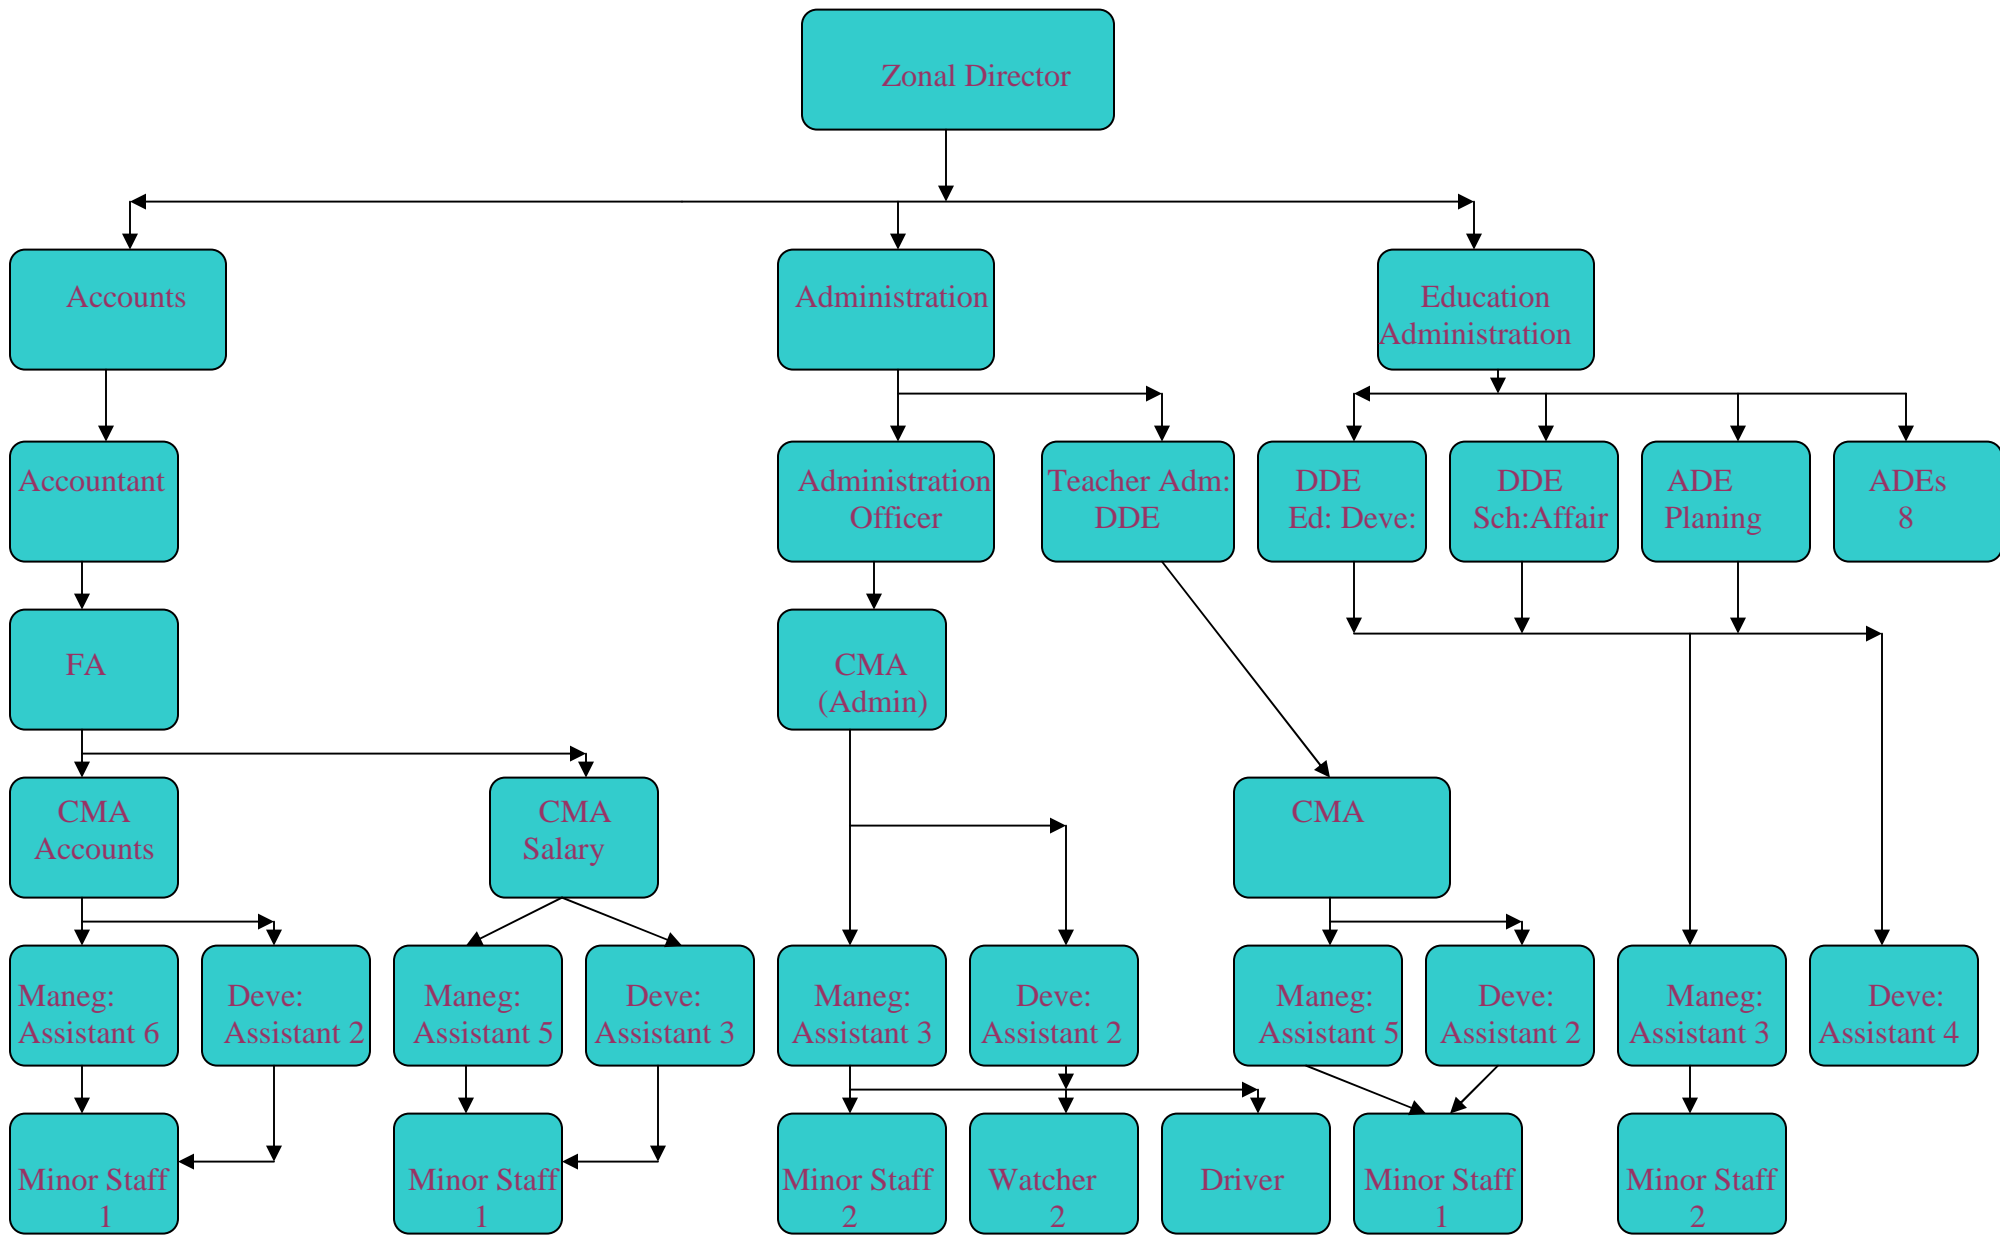 Zonal Director
Accounts
Administration
Education
Administration
Accountant
Administration
Officer
Teacher Adm:
DDE
DDE
Ed: Deve:
DDE
Sch:Affair
ADE
Planing
ADEs
8
FA
CMA
(Admin)
CMA
Accounts
CMA
Salary
CMA
Maneg:
Assistant 6
Deve:
Assistant 2
Maneg:
Assistant 5
Deve:
Assistant 3
Maneg:
Assistant 3
Deve:
Assistant 2
Maneg:
Assistant 5
Deve:
Assistant 2
Maneg:
Assistant 3
Deve:
Assistant 4
Minor Staff
1
Minor Staff
1
Minor Staff
2
Watcher
2
Driver
Minor Staff
1
Minor Staff
2